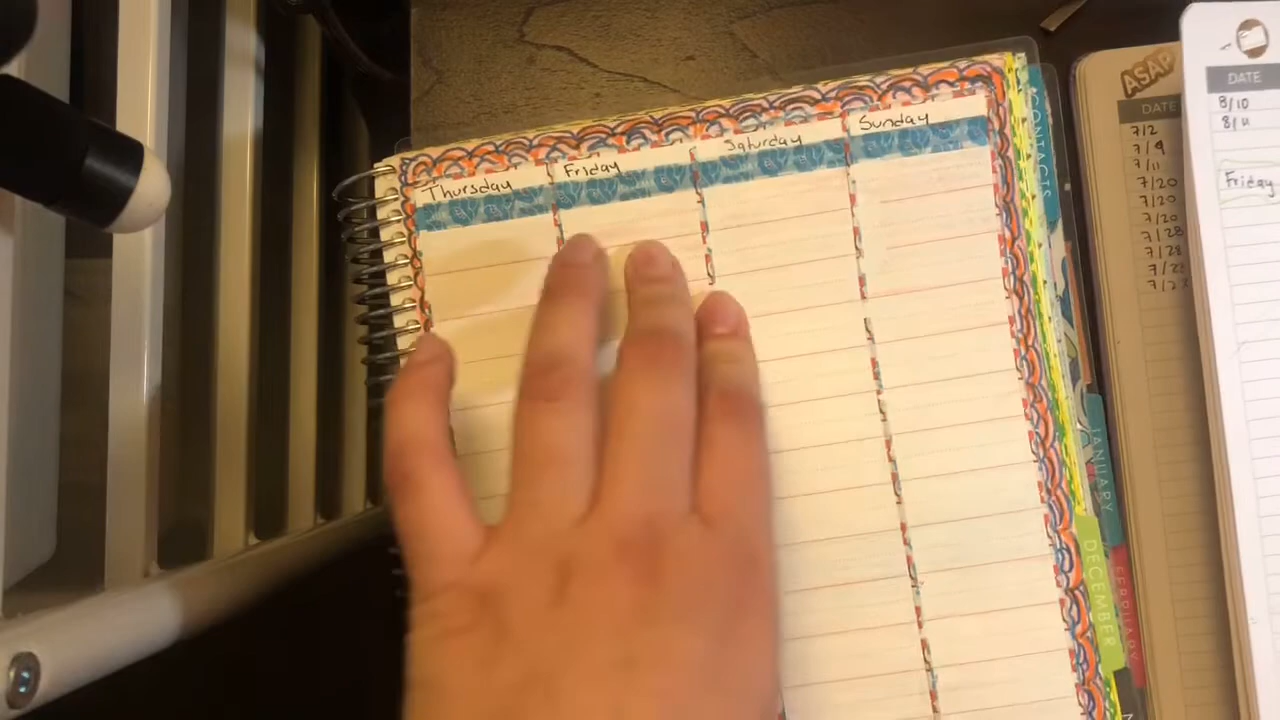 Thursday
Friday
Saturday
Sunday
CONTACTS
JANUARY
FEBRUARY
DECEMBER
ASAP
DATE
7/2
7/9
7/11
7/20
7/20
7/20
7/28
7/28
DATE
8/10
8/11
Friday